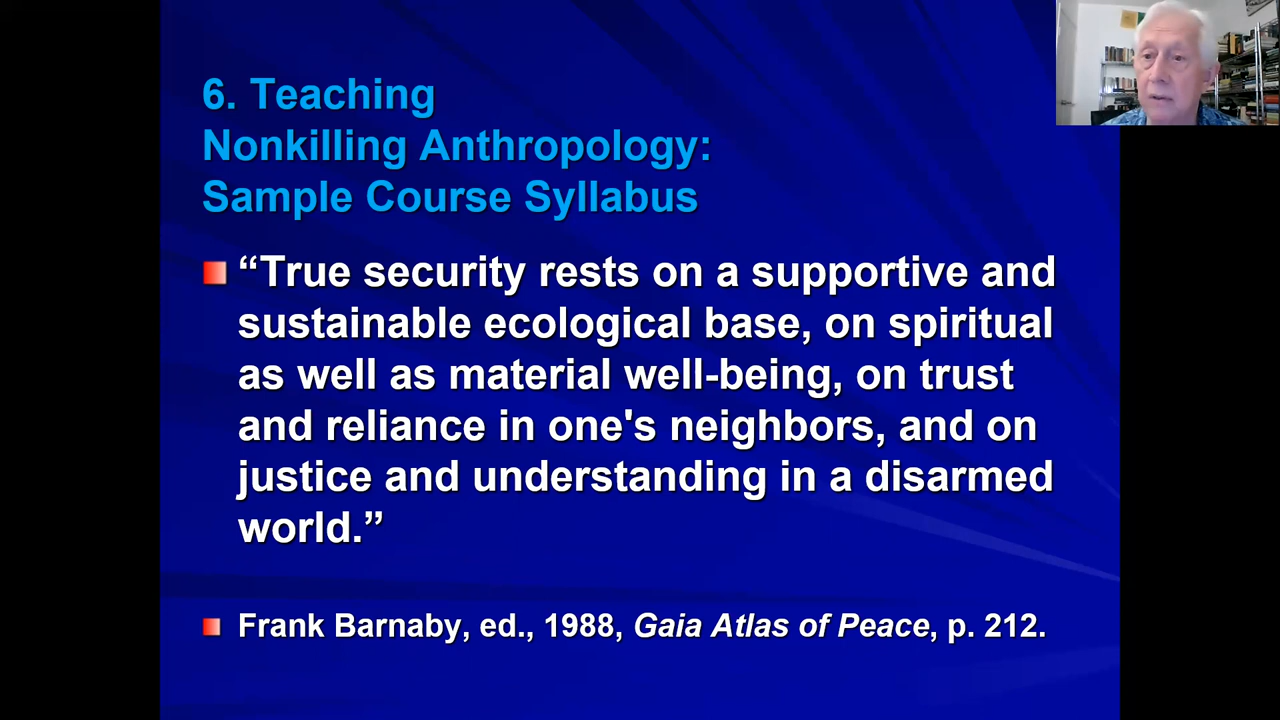 6. Teaching
Nonkilling Anthropology:
Sample Course Syllabus
“True security rests on a supportive and
sustainable ecological base, on spiritual
as well as material well-being, on trust
and reliance in one's neighbors, and on
justice and understanding in a disarmed
world.”
Frank Barnaby, ed., 1988, Gaia Atlas of Peace, p. 212.